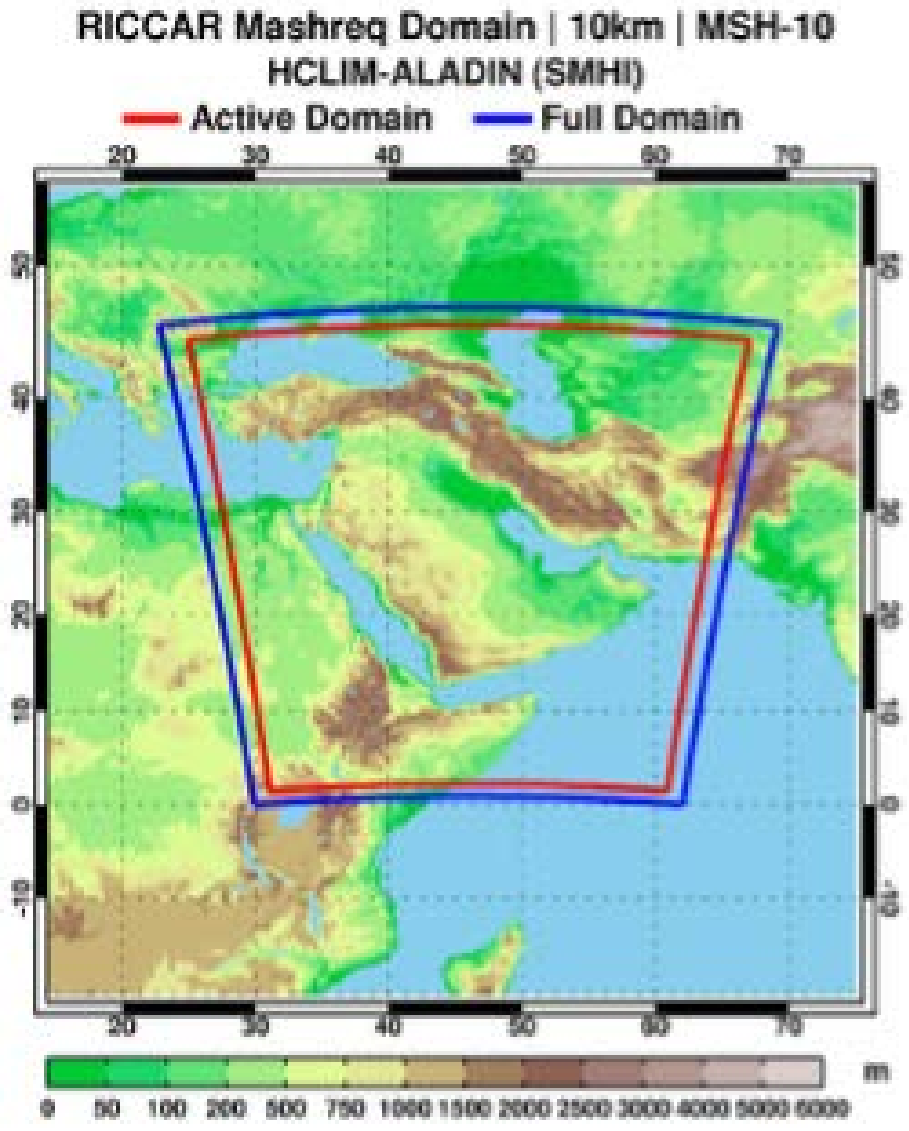 RICCAR Mashreq Domain | 10km | MSH-10
HCLIM-ALADIN (SMHI)
Active Domain Full Domain
20 30 40 50 60 70
50 50
40 40
30 30
20 20
10 10
0 0
-10 -10
20 30 40 50 60 70
m
0 50 100 200 500 750 1000 1500 2000 2500 3000 4000 5000 6000